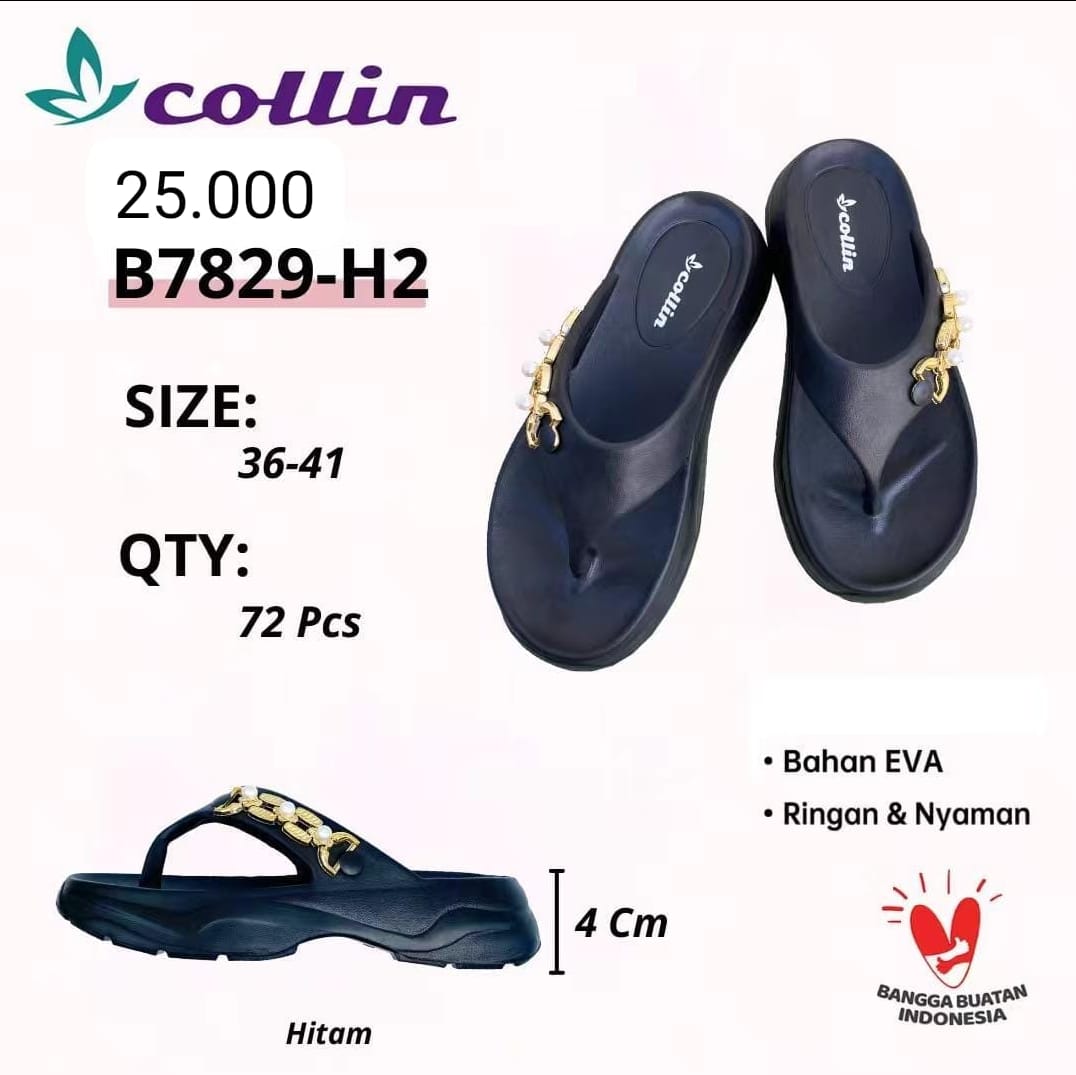 collin
25.000
B7829-H2
SIZE:
36-41
QTY:
72 Pcs
collin
collin
• Bahan EVA
• Ringan & Nyaman
4 Cm
Hitam
BANGGA BUATAN
INDONESIA